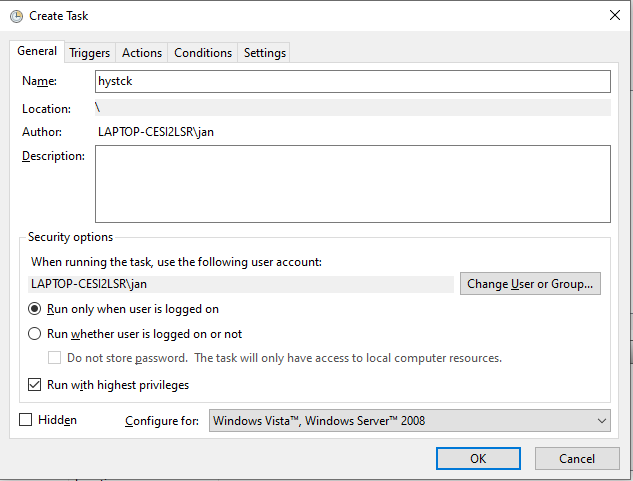 Create Task
General Triggers Actions Conditions Settings
Name: hystck
Location: \
Author: LAPTOP-CESI2LSR\jan
Description:
Security options
When running the task, use the following user account:
LAPTOP-CESI2LSR\jan Change User or Group...
Run only when user is logged on
Run whether user is logged on or not
Do not store password. The task will only have access to local computer resources.
Run with highest privileges
Hidden Configure for: Windows Vista™, Windows Server™ 2008
OK Cancel